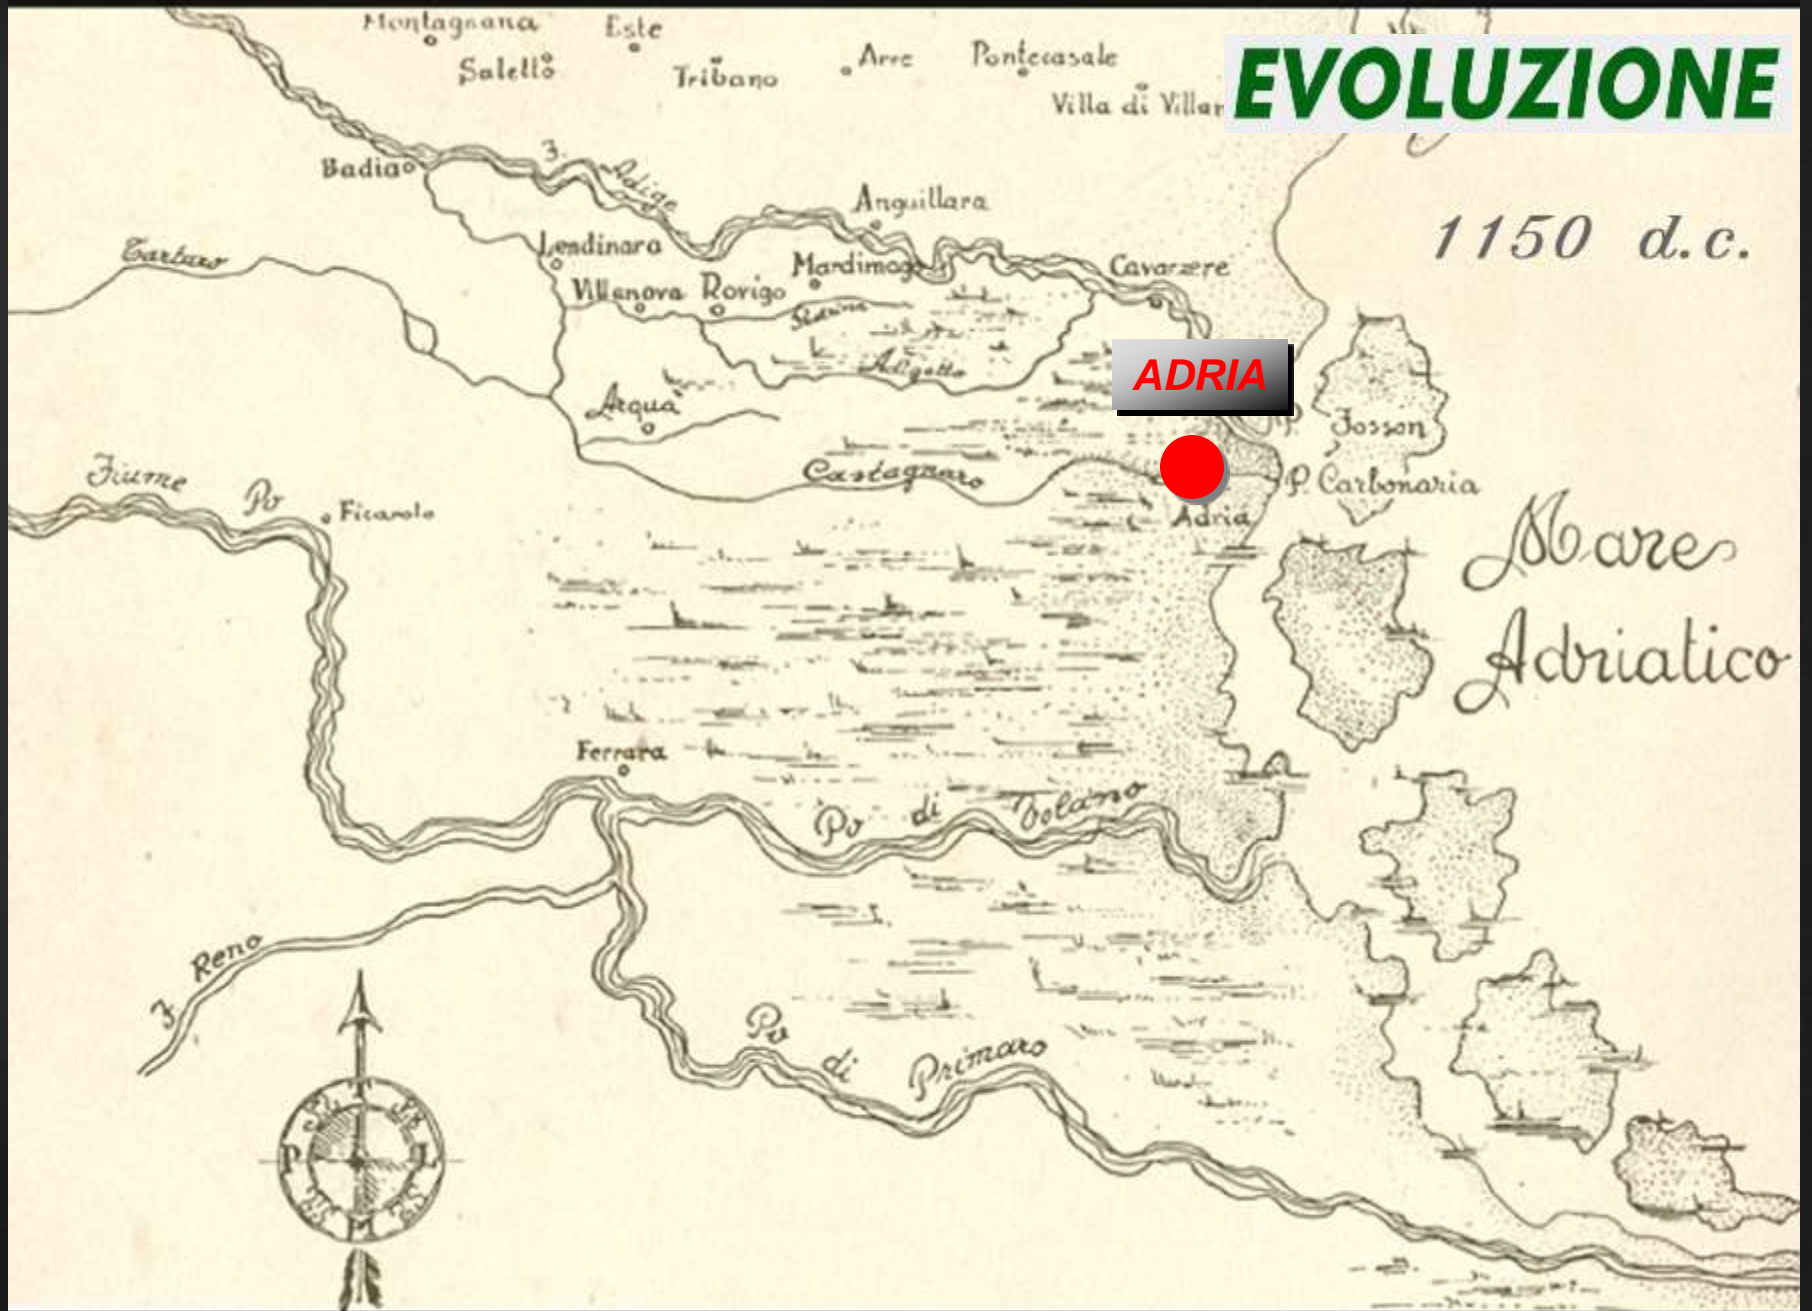 Montagnana
Este
EVOLUZIONE
Saletto
Tribano
Arre
Pontecasale
Villa di Villar
Badia
F. Adige
Anguillara
1150 d.c.
Tartaro
Lendinara
Mardimago
Cavarzere
Villanova
Rovigo
Adigetto
ADRIA
Arquà
Fosson
Castagnaro
P. Carbonaria
Fiume Po
Ficarolo
Adria
Mare
Adriatico
Ferrara
Po di Volano
F. Reno
Po di Primaro
P
L
M